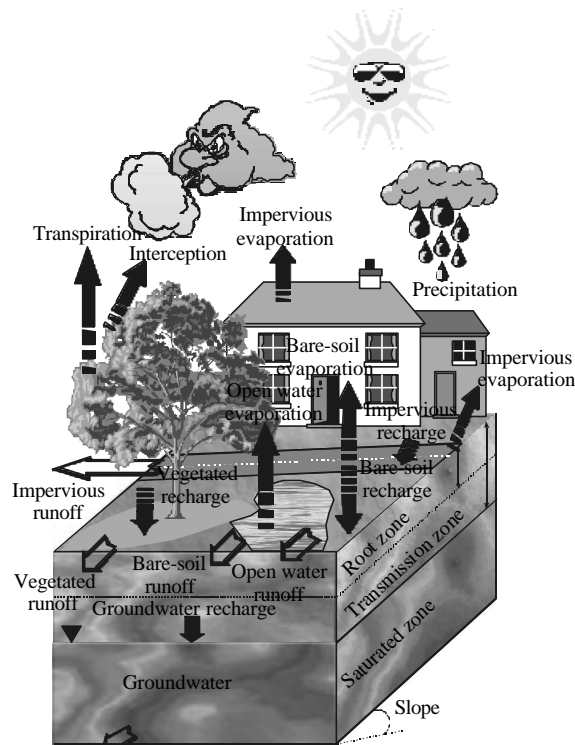 Transpiration
Interception
Impervious
evaporation
Precipitation
Bare-soil
evaporation
Open water
evaporation
Impervious
evaporation
Impervious
recharge
Bare-soil
recharge
Vegetated
recharge
Impervious
runoff
Root zone
Transmission zone
Saturated zone
Vegetated
runoff
Bare-soil
runoff
Open water
runoff
Groundwater recharge
Groundwater
Slope